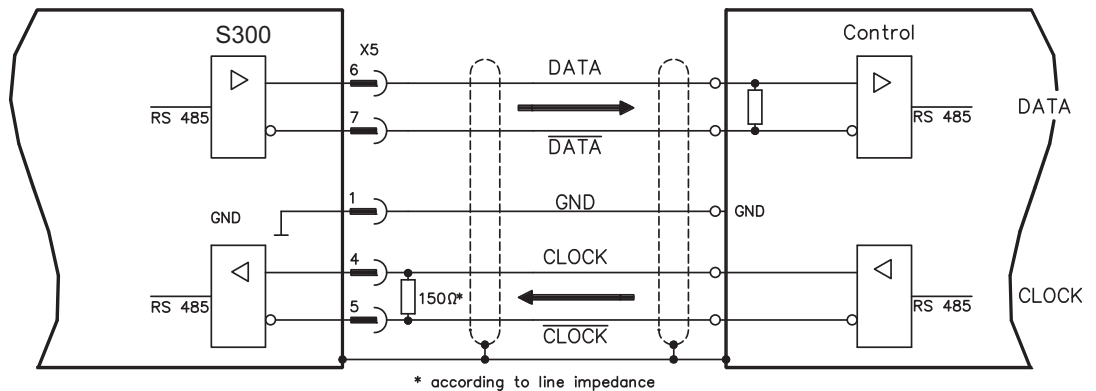 S300
X5
Control
6
DATA
RS 485
RS 485
DATA
7
DATA
1
GND
GND
GND
4
CLOCK
RS 485
150Ω*
RS 485
CLOCK
5
CLOCK
* according to line impedance